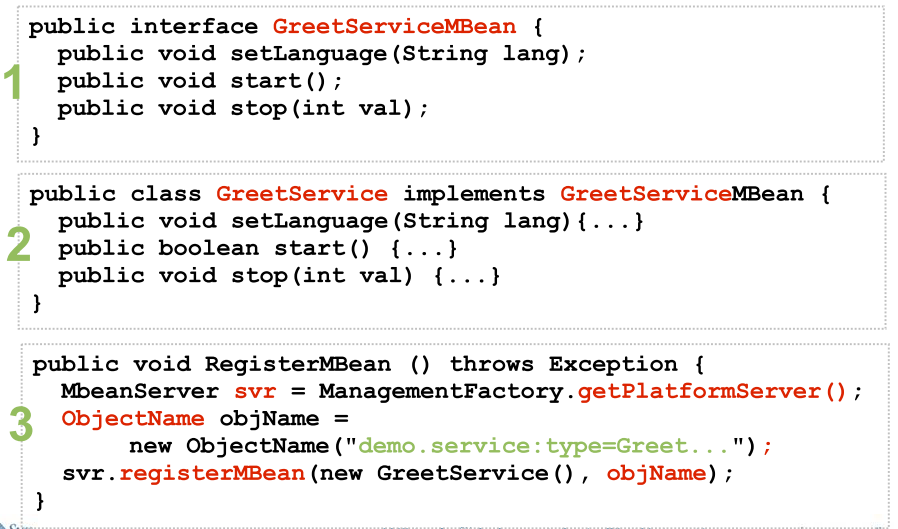 public interface GreetServiceMBean {
public void setLanguage(String lang);
1
public void start();
public void stop(int val);
}
public class GreetService implements GreetServiceMBean {
public void setLanguage(String lang){...}
2
public boolean start() {...}
public void stop(int val) {...}
}
public void RegisterMBean () throws Exception {
MbeanServer svr = ManagementFactory.getPlatformServer();
3
ObjectName objName =
new ObjectName("demo.service:type=Greet...");
svr.registerMBean(new GreetService(), objName);
}